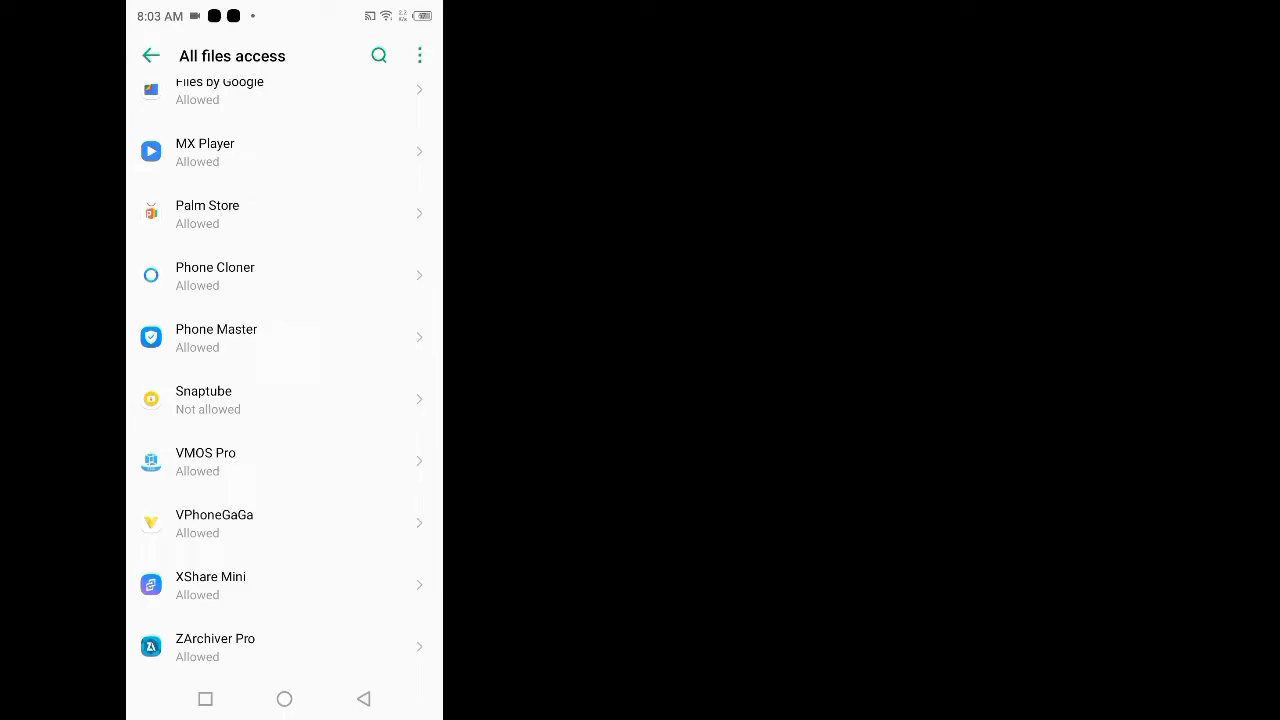 8:03 AM
All files access
Files by Google
Allowed
MX Player
Allowed
Palm Store
Allowed
Phone Cloner
Allowed
Phone Master
Allowed
Snaptube
Not allowed
VMOS Pro
Allowed
VPhoneGaGa
Allowed
XShare Mini
Allowed
ZArchiver Pro
Allowed